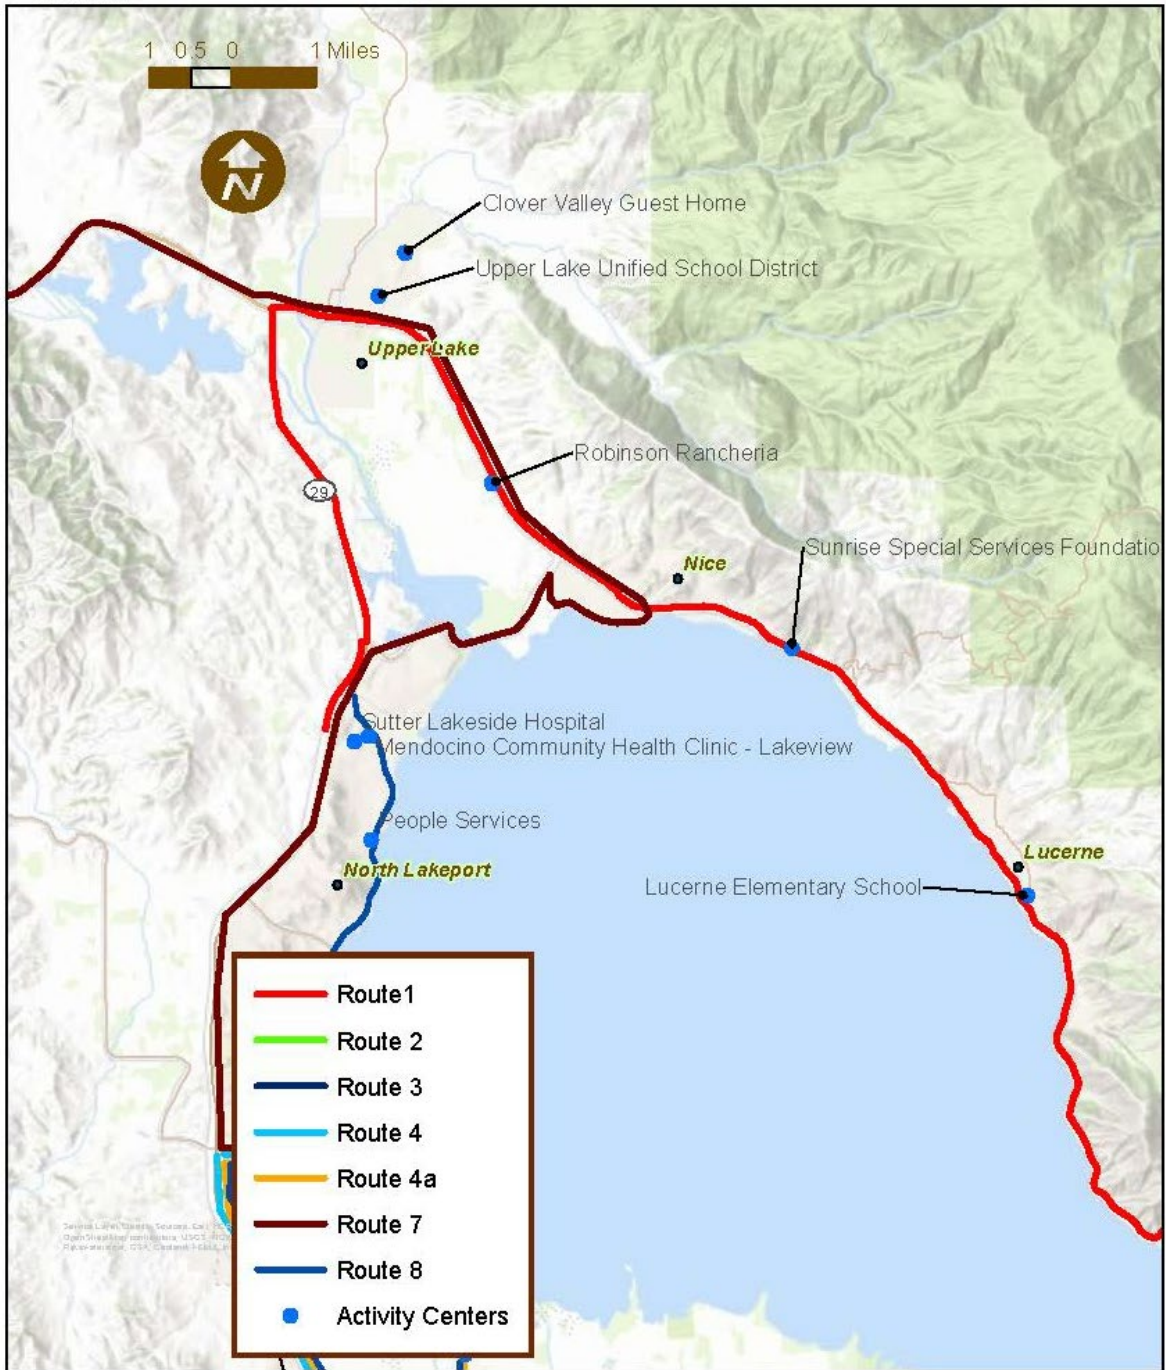 1 0.5 0 1 Miles
N
Clover Valley Guest Home
Upper Lake Unified School District
Upper Lake
Robinson Rancheria
29
Sunrise Special Services Foundatio
Nice
Sutter Lakeside Hospital
Mendocino Community Health Clinic - Lakeview
People Services
North Lakeport
Lucerne
Lucerne Elementary School
Route1
Route 2
Route 3
Route 4
Route 4a
Route 7
Route 8
Activity Centers